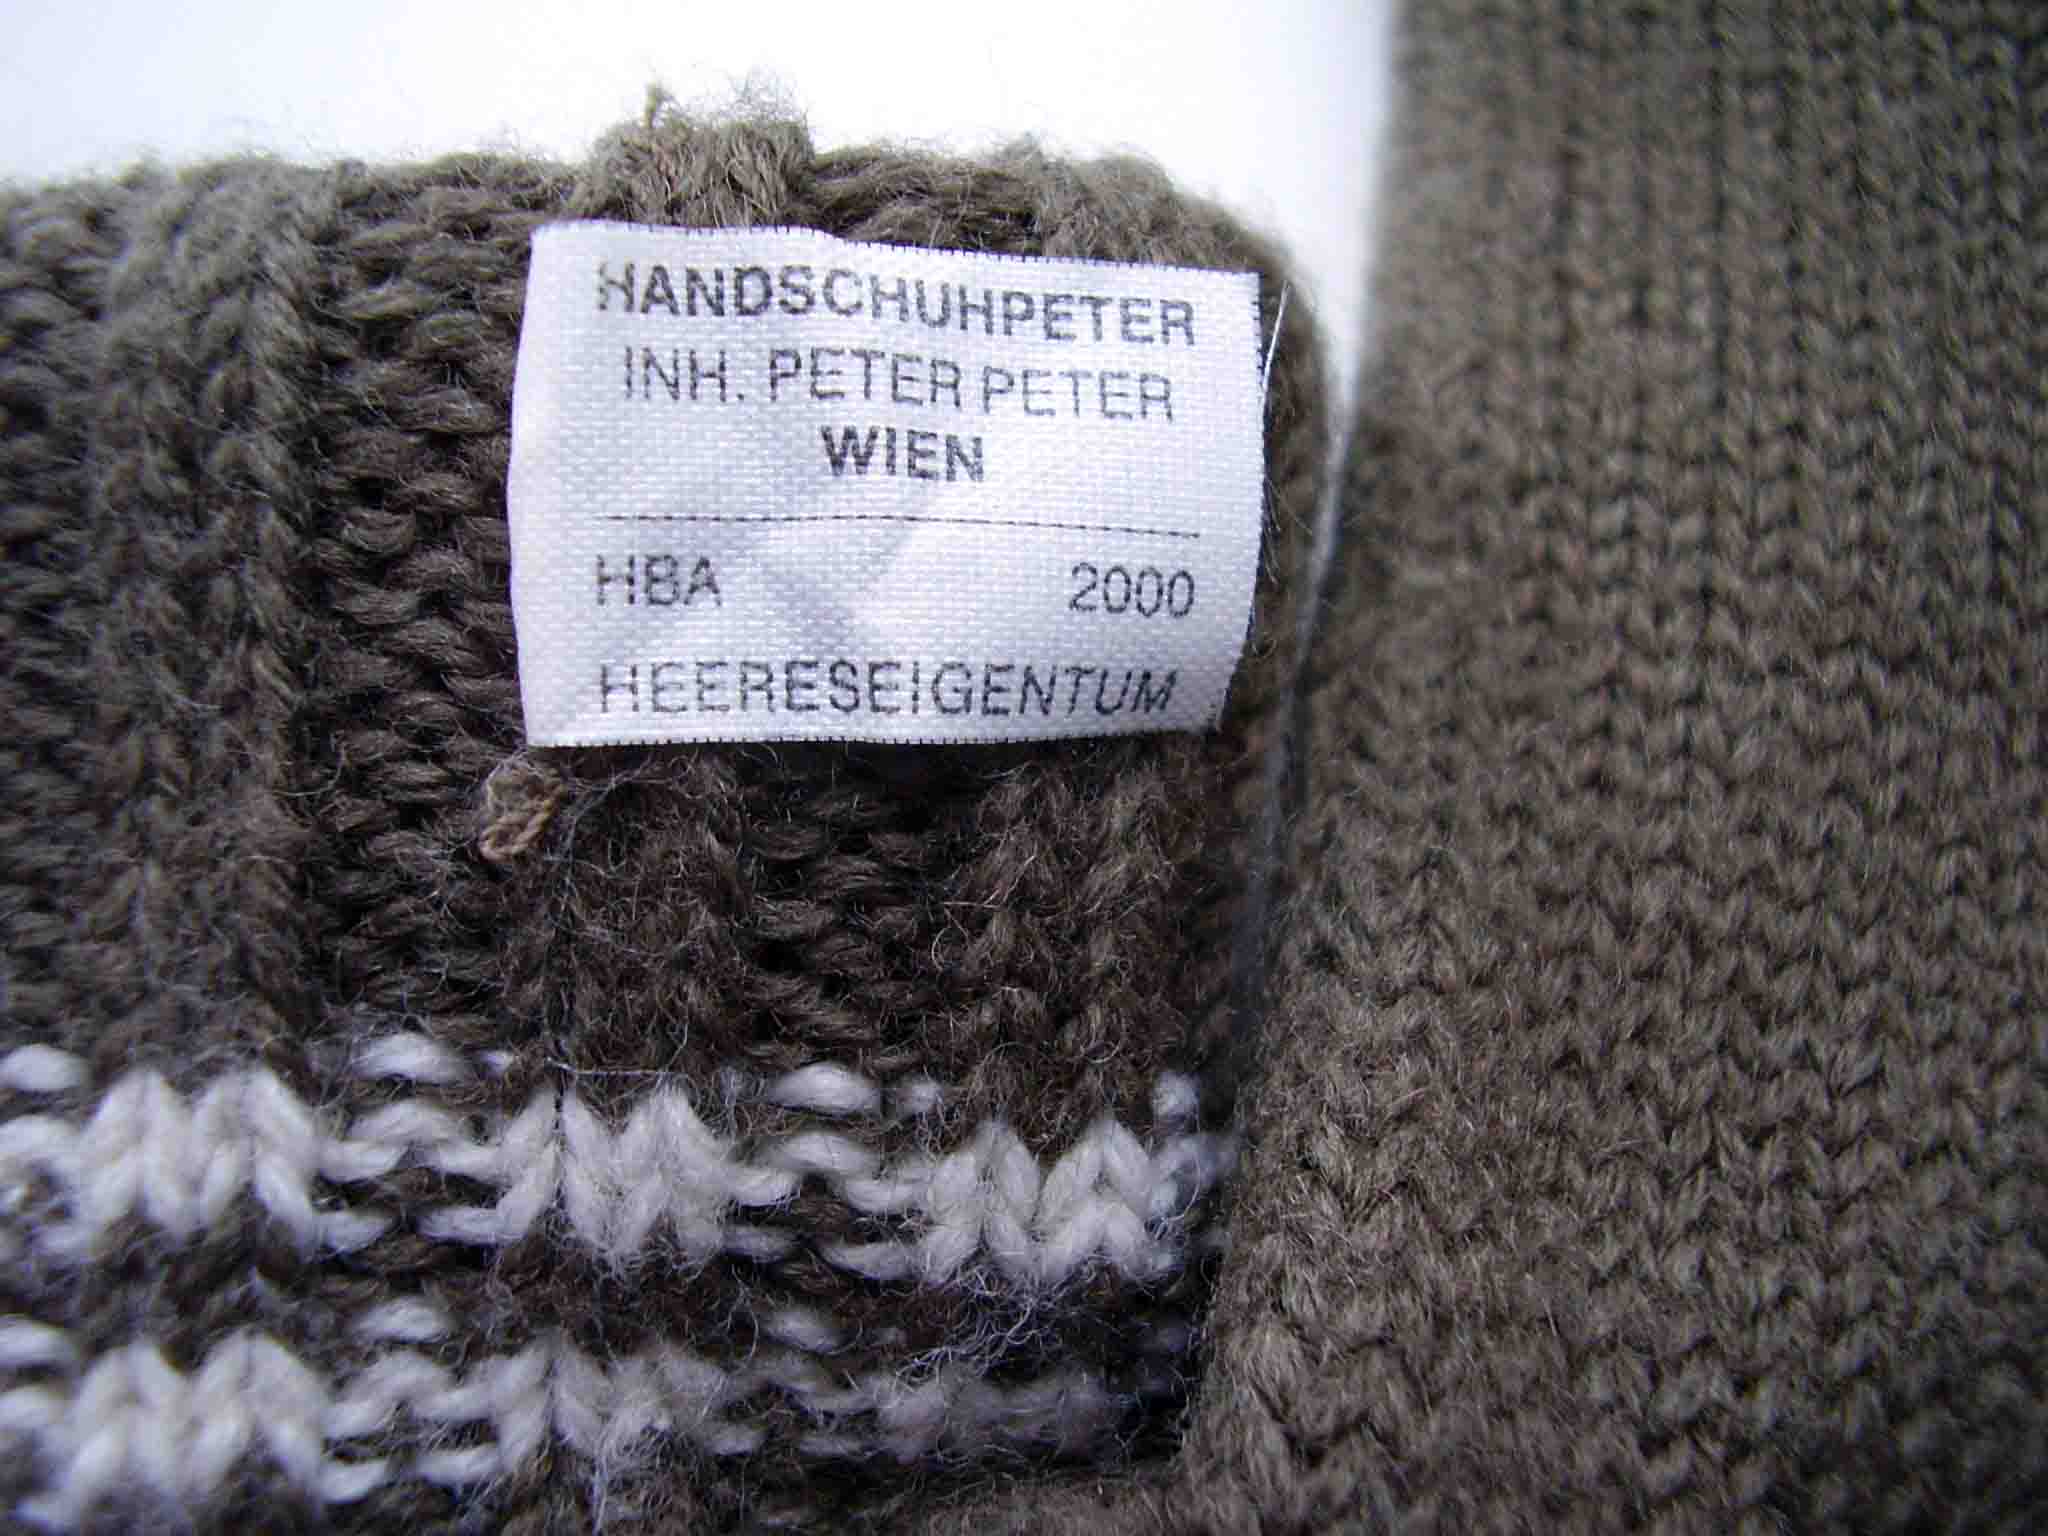 HANDSCHUHPETER
INH. PETER PETER
WIEN
HBA 2000
HEERESEIGENTUM